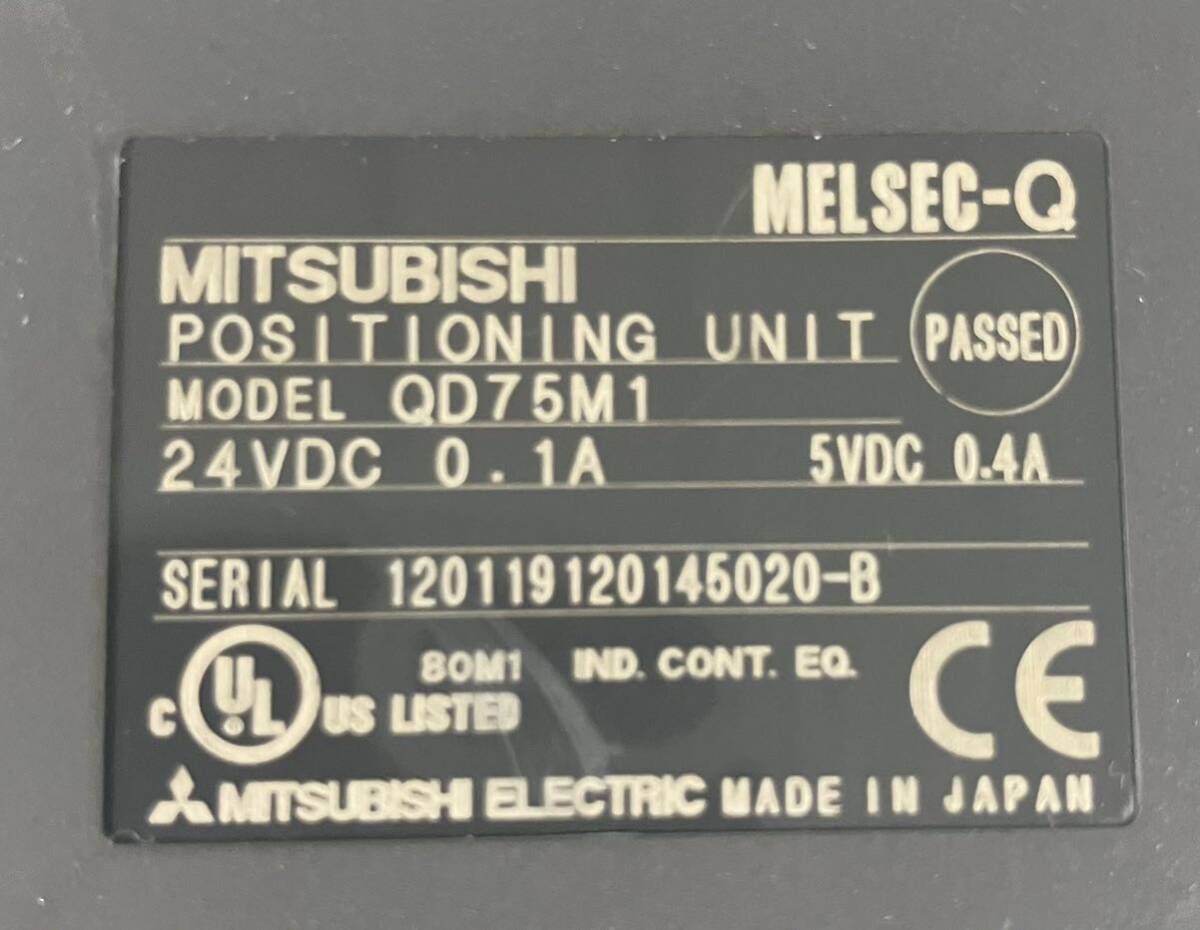 MELSEC-Q
MITSUBISHI
POSITIONING UNIT
PASSED
MODEL QD75M1
24VDC 0.1A 5VDC 0.4A
SERIAL 120119120145020-B
80M1 IND. CONT. EQ.
C UL US LISTED
CE
MITSUBISHI ELECTRIC MADE IN JAPAN